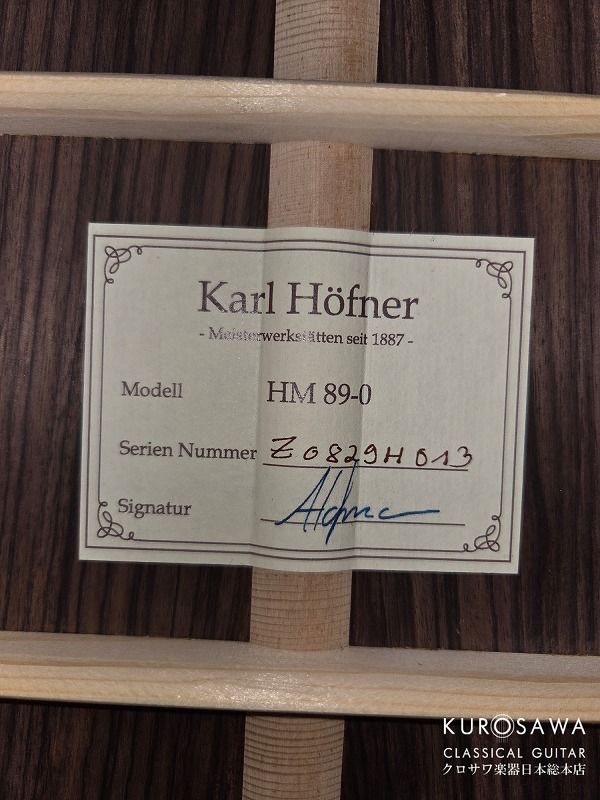 Karl Höfner
- Meisterwerkstätten seit 1887 -
Modell HM 89-0
Serien Nummer Z0829H013
Signatur
KUROSAWA
CLASSICAL GUITAR
クロサワ楽器日本総本店